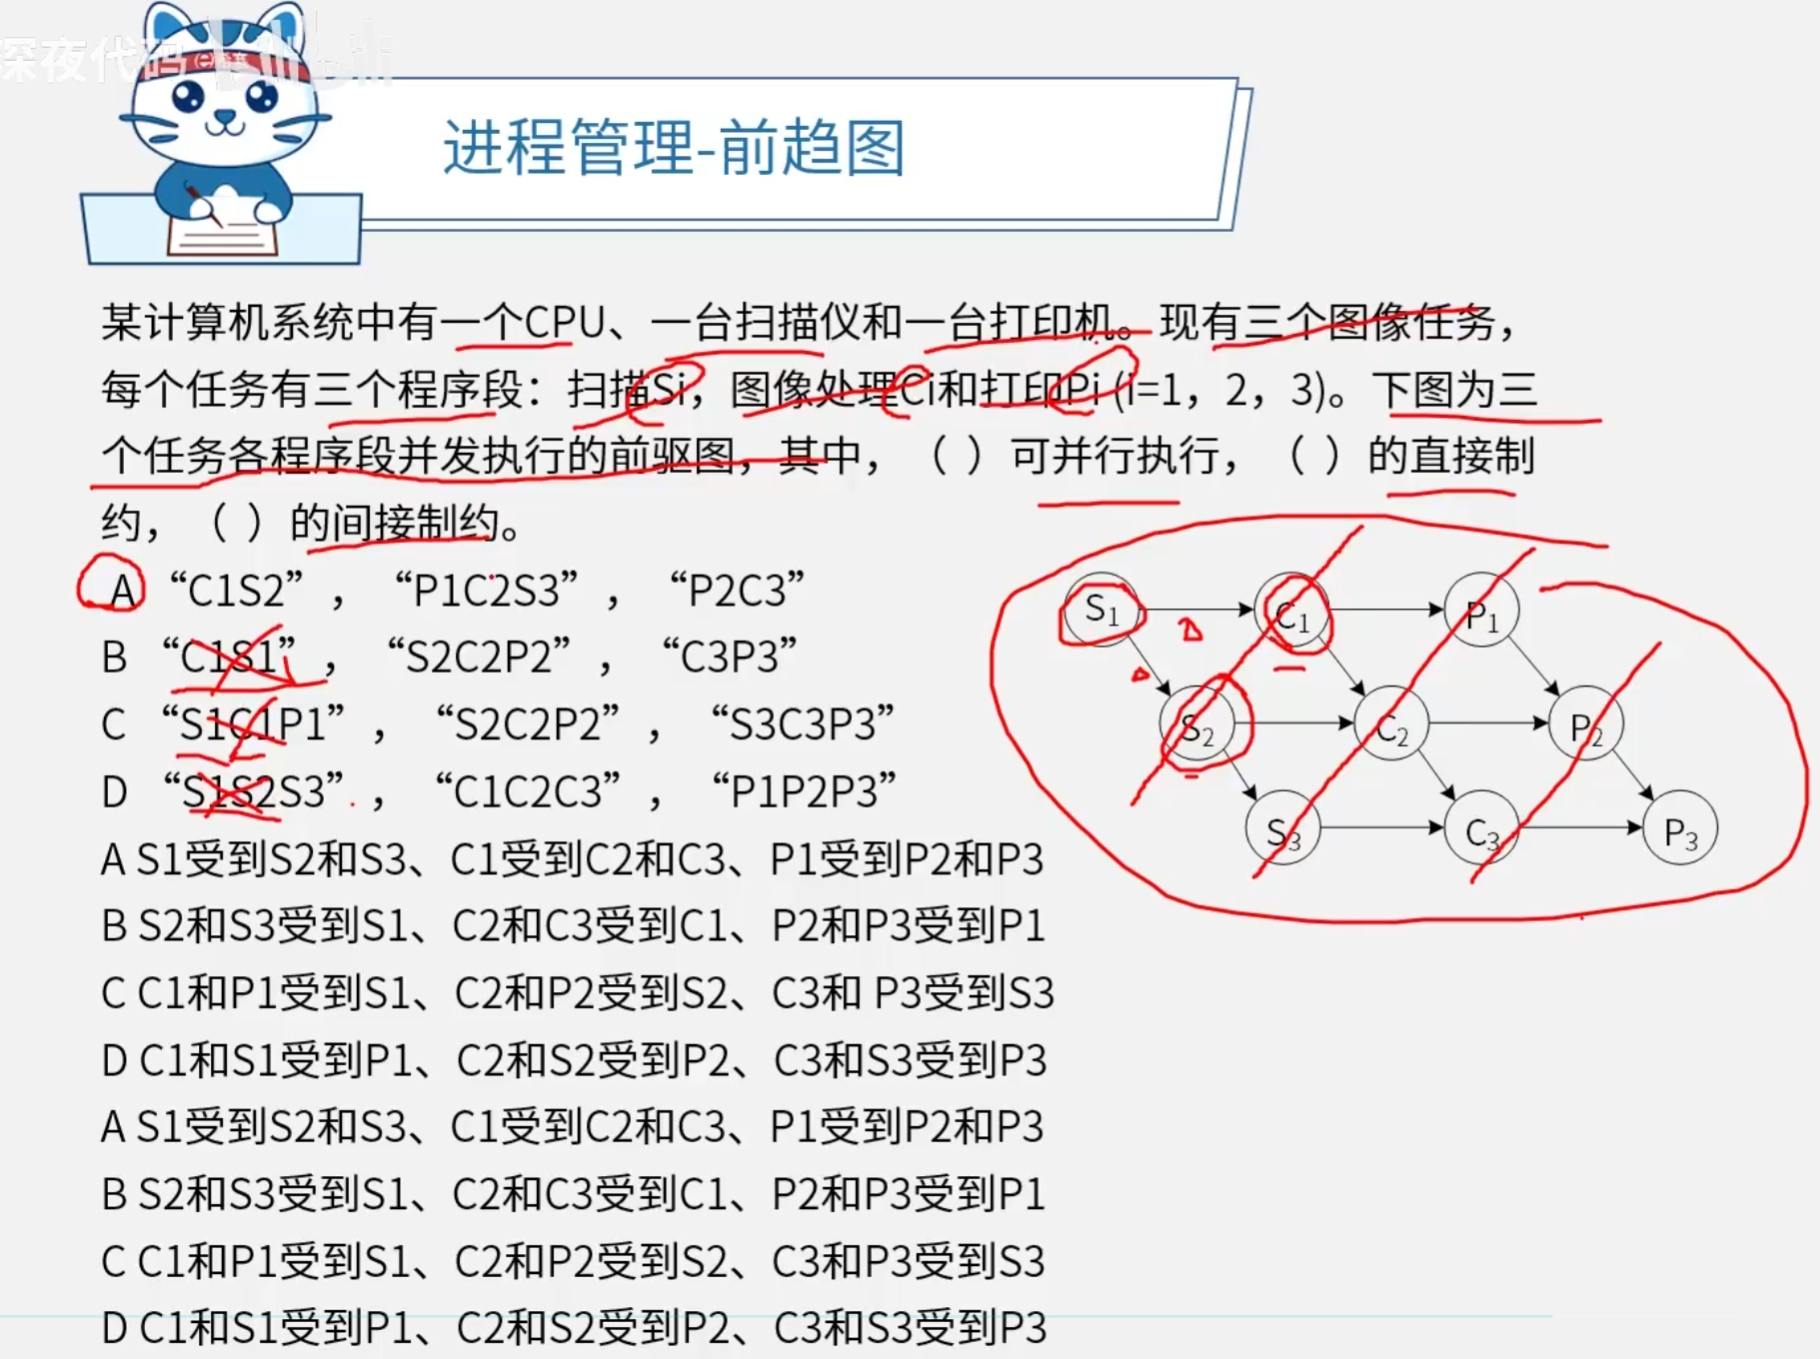 深夜代码
进程管理-前趋图
某计算机系统中有一个CPU、一台扫描仪和一台打印机。现有三个图像任务，
每个任务有三个程序段：扫描Si，图像处理Ci和打印Pi (i=1，2，3)。下图为三
个任务各程序段并发执行的前驱图，其中，（ ）可并行执行，（ ）的直接制
约，（ ）的间接制约。
A “C1S2”， “P1C2S3”， “P2C3”
B “C1S1”， “S2C2P2”， “C3P3”
C “S1C1P1”， “S2C2P2”， “S3C3P3”
D “S1S2S3”， “C1C2C3”， “P1P2P3”
S1 C1 P1
S2 C2 P2
S3 C3 P3
A S1受到S2和S3、C1受到C2和C3、P1受到P2和P3
B S2和S3受到S1、C2和C3受到C1、P2和P3受到P1
C C1和P1受到S1、C2和P2受到S2、C3和 P3受到S3
D C1和S1受到P1、C2和S2受到P2、C3和S3受到P3
A S1受到S2和S3、C1受到C2和C3、P1受到P2和P3
B S2和S3受到S1、C2和C3受到C1、P2和P3受到P1
C C1和P1受到S1、C2和P2受到S2、C3和P3受到S3
D C1和S1受到P1、C2和S2受到P2、C3和S3受到P3